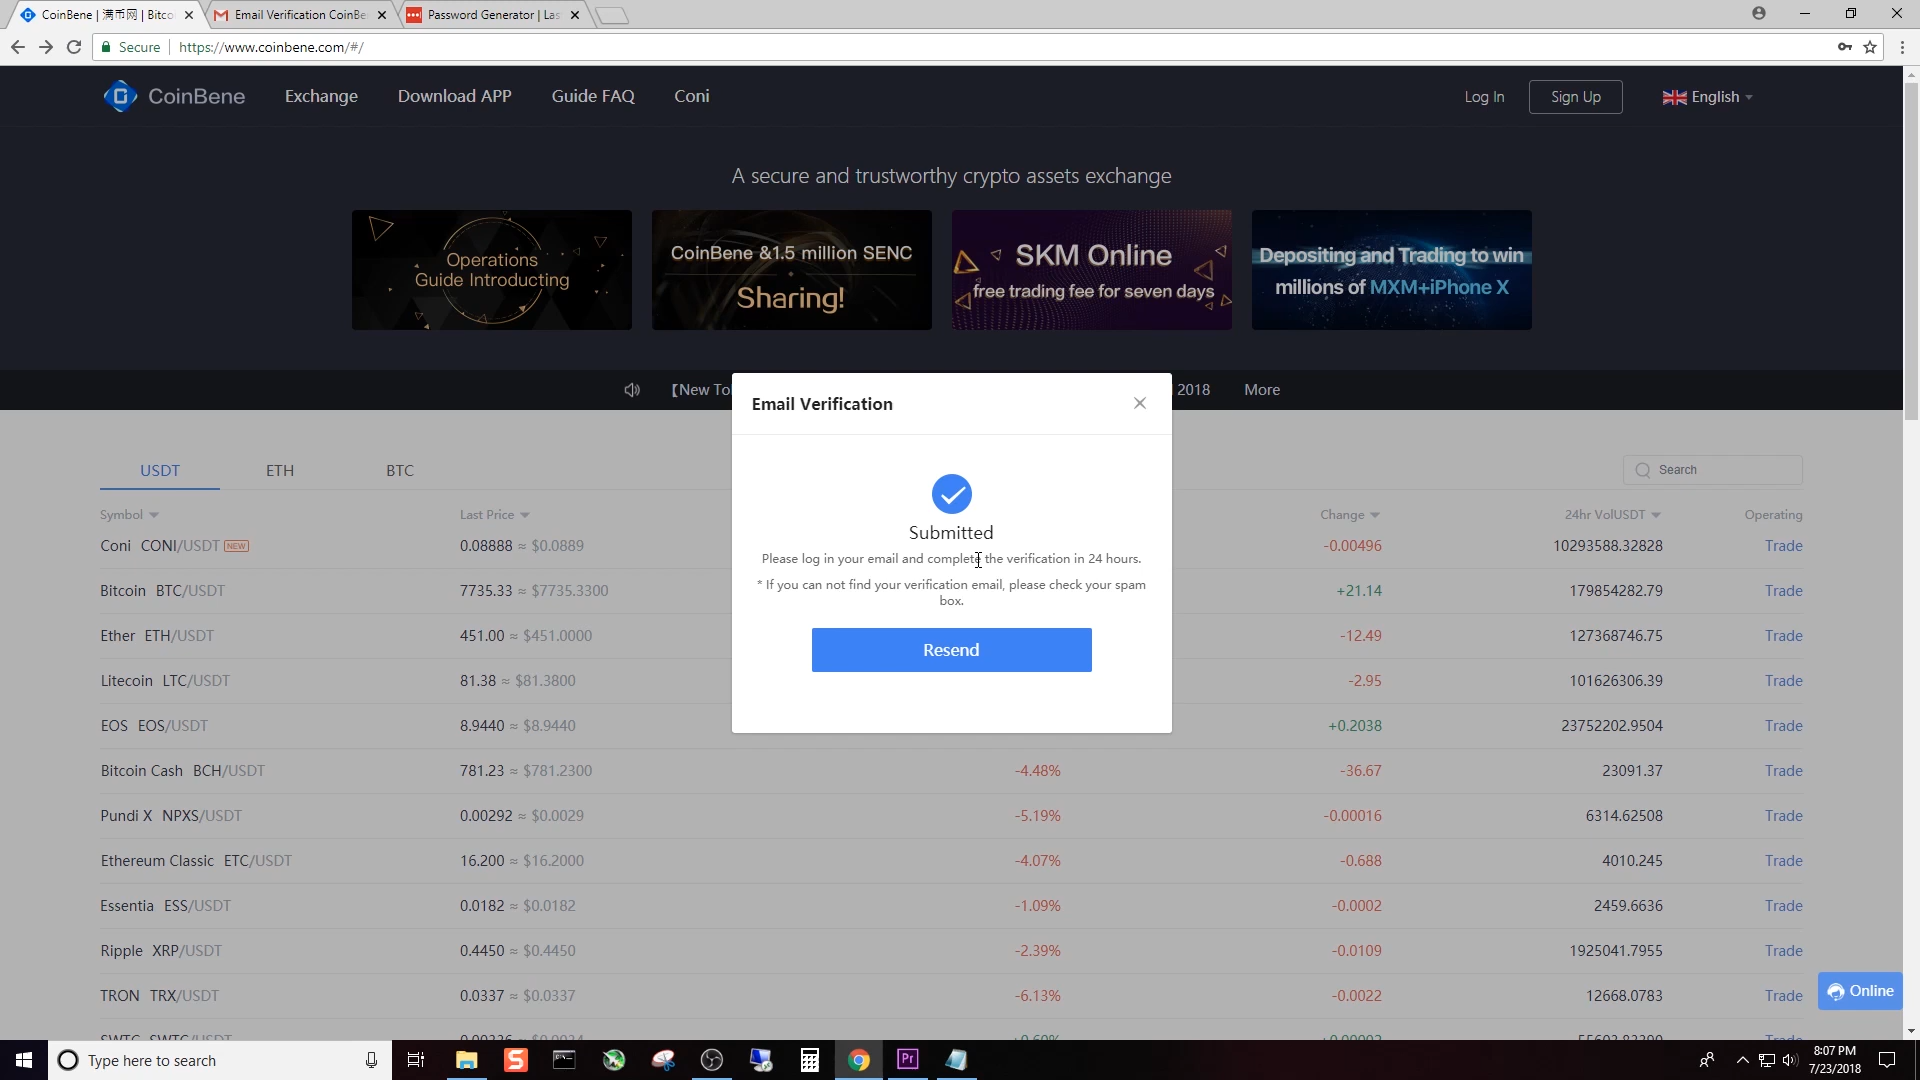 CoinBene | 满币网 | Bitco
Email Verification CoinBe
Password Generator | Las
Secure
https://www.coinbene.com/#/
CoinBene
Exchange
Download APP
Guide FAQ
Coni
Log In
Sign Up
English
A secure and trustworthy crypto assets exchange
Operations
Guide Introducting
CoinBene &1.5 million SENC
Sharing!
SKM Online
free trading fee for seven days
Depositing and Trading to win
millions of MXM+iPhone X
【New To
2018
More
Email Verification
Submitted
Please log in your email and complete the verification in 24 hours.
* If you can not find your verification email, please check your spam
box.
Resend
USDT ETH BTC
Search
Symbol Last Price Change 24hr VolUSDT Operating
Coni CONI/USDT NEW 0.08888 ≈ $0.0889 -0.00496 10293588.32828 Trade
Bitcoin BTC/USDT 7735.33 ≈ $7735.3300 +21.14 179854282.79 Trade
Ether ETH/USDT 451.00 ≈ $451.0000 -12.49 127368746.75 Trade
Litecoin LTC/USDT 81.38 ≈ $81.3800 -2.95 101626306.39 Trade
EOS EOS/USDT 8.9440 ≈ $8.9440 +0.2038 23752202.9504 Trade
Bitcoin Cash BCH/USDT 781.23 ≈ $781.2300 -4.48% -36.67 23091.37 Trade
Pundi X NPXS/USDT 0.00292 ≈ $0.0029 -5.19% -0.00016 6314.62508 Trade
Ethereum Classic ETC/USDT 16.200 ≈ $16.2000 -4.07% -0.688 4010.245 Trade
Essentia ESS/USDT 0.0182 ≈ $0.0182 -1.09% -0.0002 2459.6636 Trade
Ripple XRP/USDT 0.4450 ≈ $0.4450 -2.39% -0.0109 1925041.7955 Trade
TRON TRX/USDT 0.0337 ≈ $0.0337 -6.13% -0.0022 12668.0783 Trade
Online
Type here to search
8:07 PM
7/23/2018